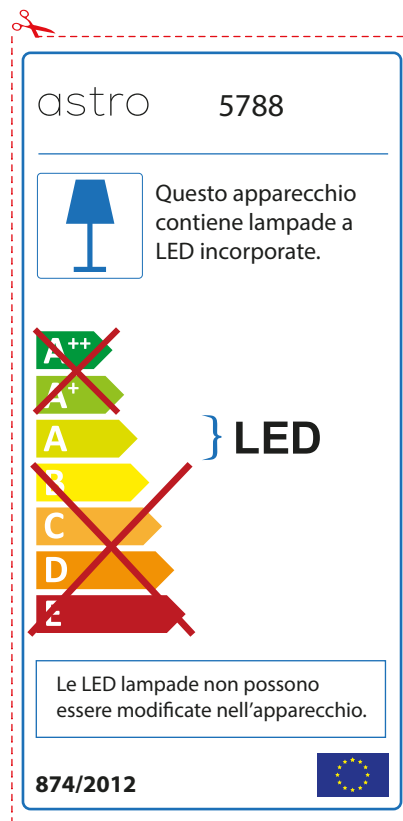 astro 5788
Questo apparecchio
contiene lampade a
LED incorporate.
A++
A+
A
} LED
B
C
D
E
Le LED lampade non possono
essere modificate nell’apparecchio.
874/2012